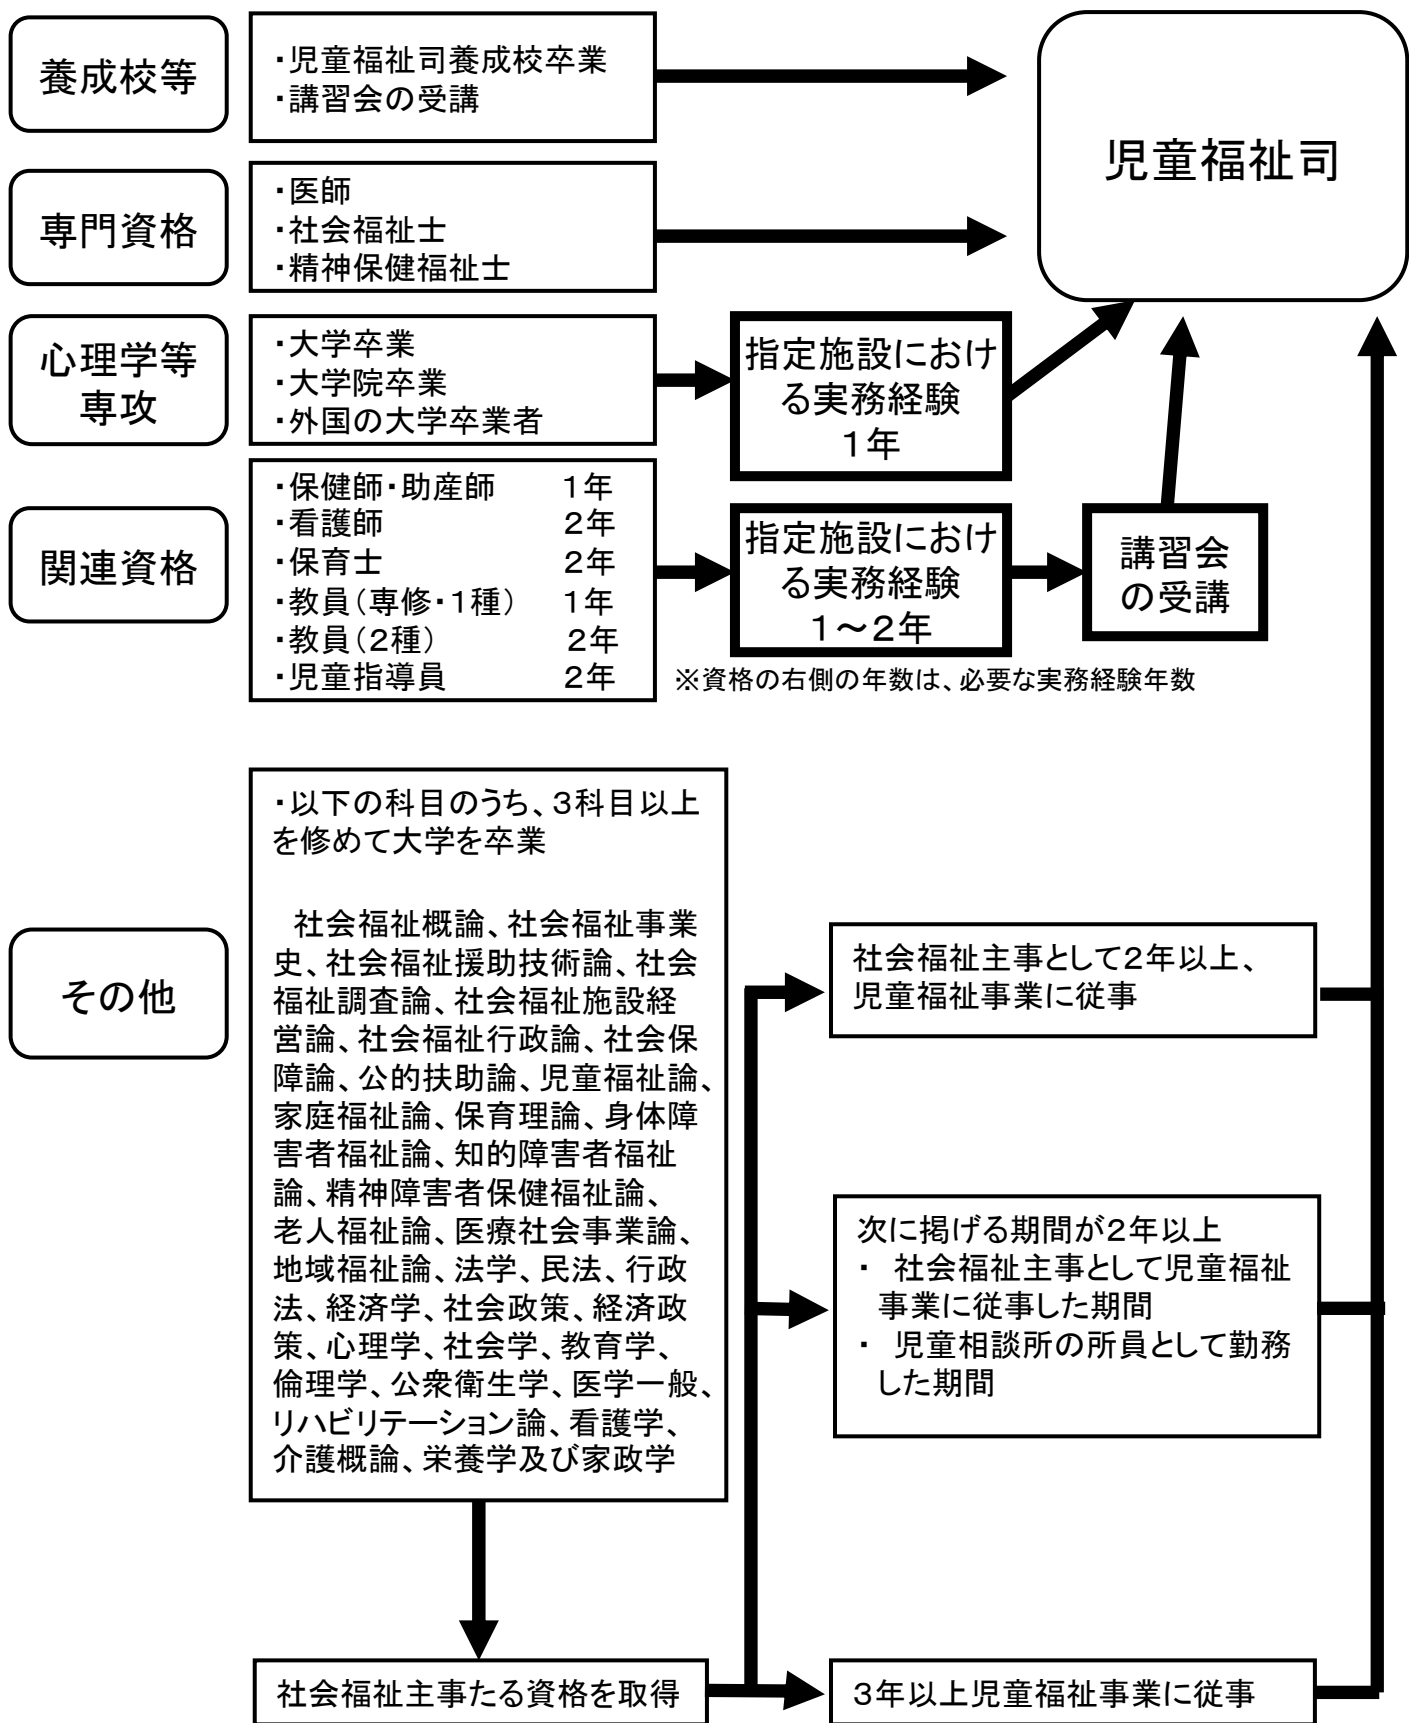 養成校等
・児童福祉司養成校卒業
・講習会の受講
児童福祉司
専門資格
・医師
・社会福祉士
・精神保健福祉士
心理学等
専攻
・大学卒業
・大学院卒業
・外国の大学卒業者
指定施設におけ
る実務経験
1年
関連資格
・保健師・助産師 1年
・看護師 2年
・保育士 2年
・教員(専修・1種) 1年
・教員(2種) 2年
・児童指導員 2年
指定施設におけ
る実務経験
1~2年
講習会
の受講
※資格の右側の年数は、必要な実務経験年数
その他
・以下の科目のうち、3科目以上
を修めて大学を卒業
社会福祉概論、社会福祉事業
史、社会福祉援助技術論、社会
福祉調査論、社会福祉施設経
営論、社会福祉行政論、社会保
障論、公的扶助論、児童福祉論、
家庭福祉論、保育理論、身体障
害者福祉論、知的障害者福祉
論、精神障害者保健福祉論、
老人福祉論、医療社会事業論、
地域福祉論、法学、民法、行政
法、経済学、社会政策、経済政
策、心理学、社会学、教育学、
倫理学、公衆衛生学、医学一般、
リハビリテーション論、看護学、
介護概論、栄養学及び家政学
社会福祉主事たる資格を取得
社会福祉主事として2年以上、
児童福祉事業に従事
次に掲げる期間が2年以上
・ 社会福祉主事として児童福祉
事業に従事した期間
・ 児童相談所の所員として勤務
した期間
3年以上児童福祉事業に従事